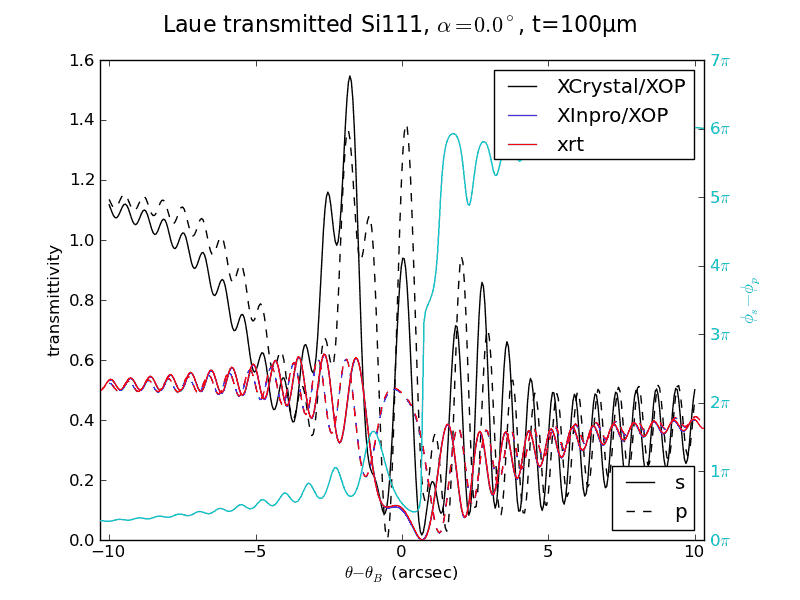 Laue transmitted Si111, α=0.0°, t=100μm
1.6
1.4
1.2
1.0
0.8
0.6
0.4
0.2
0.0
transmittivity
XCrystal/XOP
XInpro/XOP
xrt
7π
6π
5π
4π
3π
2π
1π
0π
ϕs−ϕp
s
p
−10
−5
0
5
10
θ−θB (arcsec)